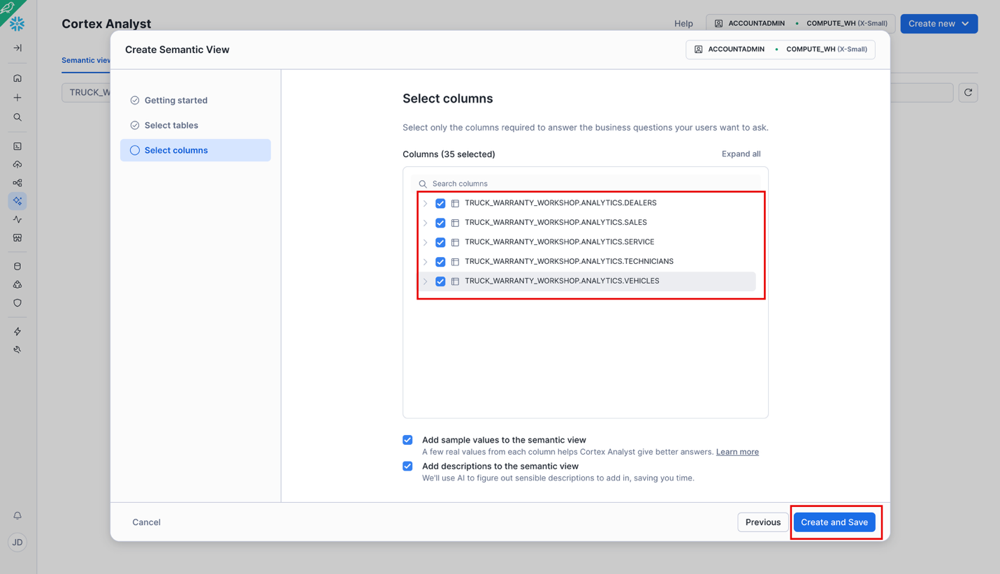 Cortex Analyst
Help
ACCOUNTADMIN • COMPUTE_WH (X-Small)
Create new
Create Semantic View
ACCOUNTADMIN • COMPUTE_WH (X-Small)
Semantic view
TRUCK_W
Getting started
Select tables
Select columns
Select columns
Select only the columns required to answer the business questions your users want to ask.
Columns (35 selected)
Expand all
Search columns
TRUCK_WARRANTY_WORKSHOP.ANALYTICS.DEALERS
TRUCK_WARRANTY_WORKSHOP.ANALYTICS.SALES
TRUCK_WARRANTY_WORKSHOP.ANALYTICS.SERVICE
TRUCK_WARRANTY_WORKSHOP.ANALYTICS.TECHNICIANS
TRUCK_WARRANTY_WORKSHOP.ANALYTICS.VEHICLES
Add sample values to the semantic view
A few real values from each column helps Cortex Analyst give better answers. Learn more
Add descriptions to the semantic view
We'll use AI to figure out sensible descriptions to add in, saving you time.
Cancel
Previous
Create and Save
JD